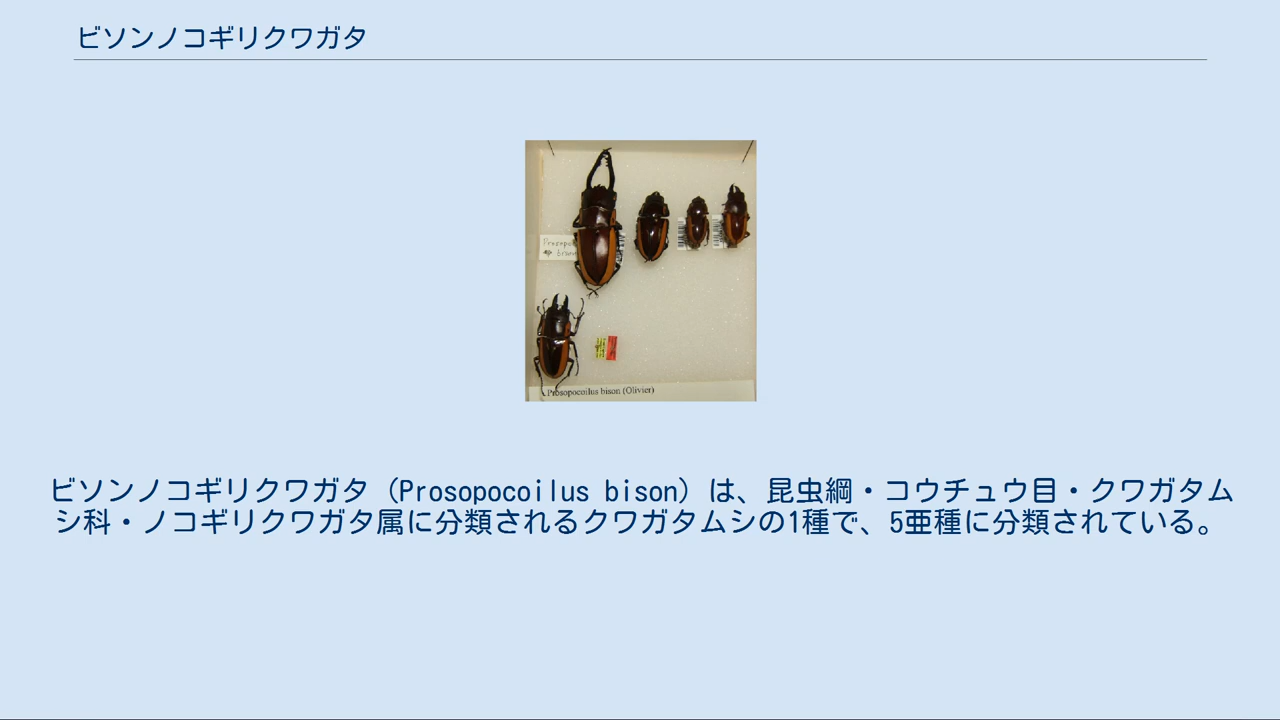 ビソンノコギリクワガタ
Prosopocoilus bison (Olivier)
ビソンノコギリクワガタ（Prosopocoilus bison）は、昆虫綱・コウチュウ目・クワガタム
シ科・ノコギリクワガタ属に分類されるクワガタムシの1種で、5亜種に分類されている。